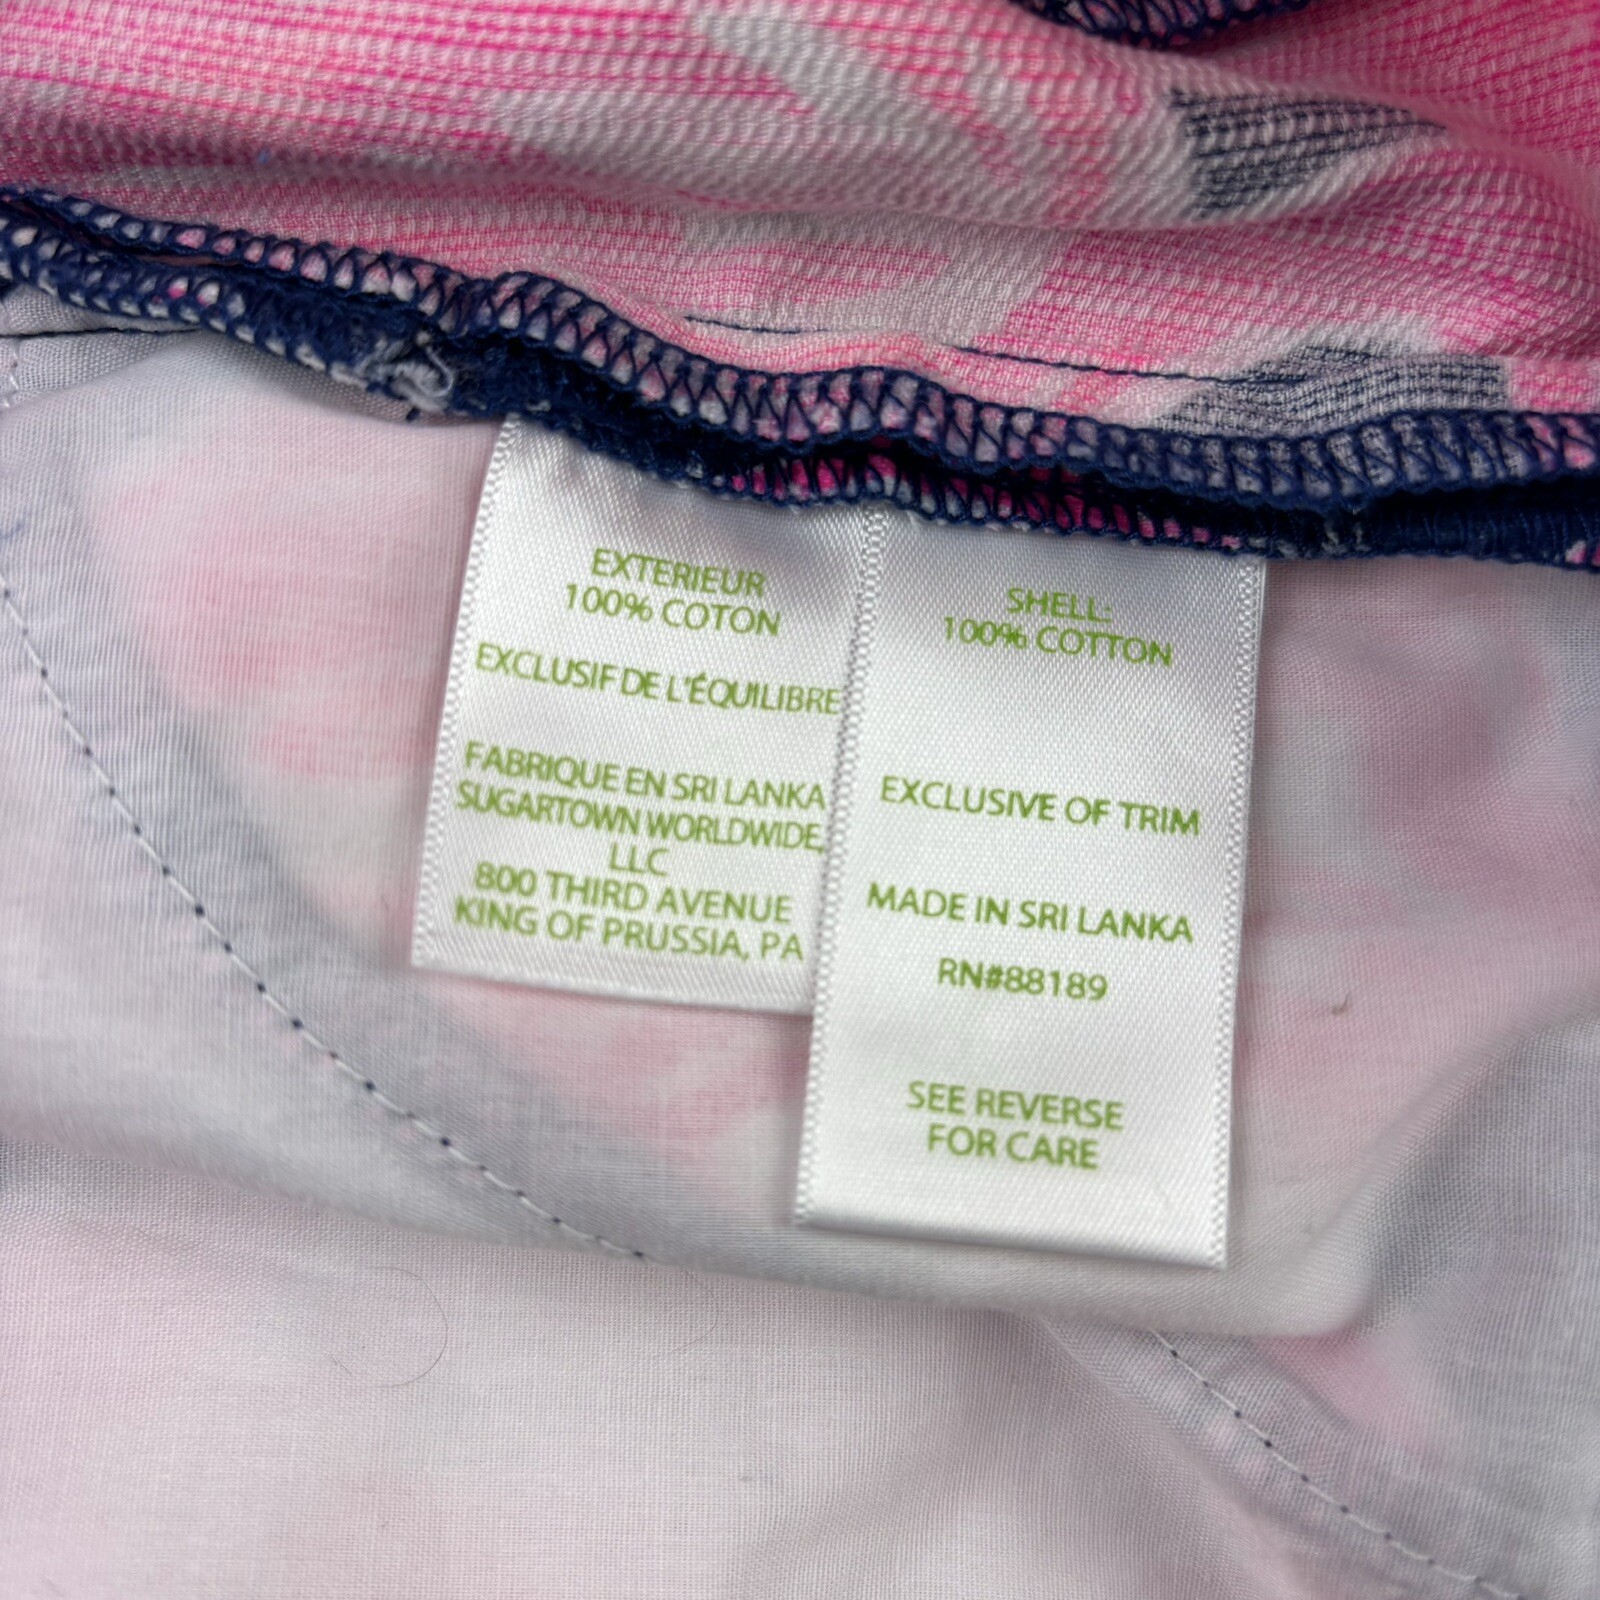 EXTERIEUR
100% COTON
EXCLUSIF DE L'ÉQUILIBRE
FABRIQUE EN SRI LANKA
SUGARTOWN WORLDWIDE,
LLC
800 THIRD AVENUE
KING OF PRUSSIA, PA
SHELL:
100% COTTON
EXCLUSIVE OF TRIM
MADE IN SRI LANKA
RN#88189
SEE REVERSE
FOR CARE